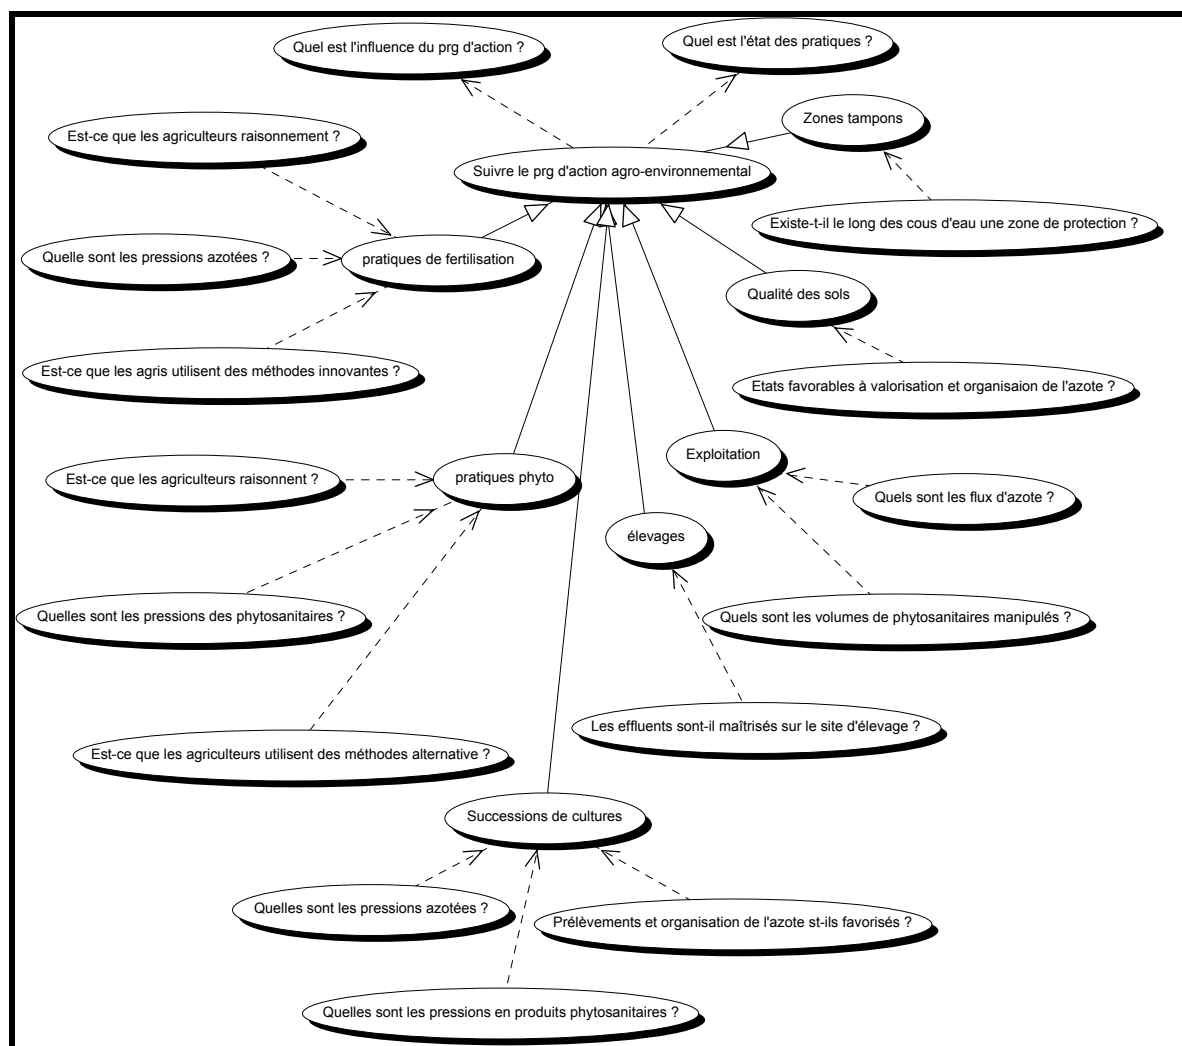 Quel est l'influence du prg d'action ?
Quel est l'état des pratiques ?
Zones tampons
Est-ce que les agriculteurs raisonnement ?
Suivre le prg d'action agro-environnemental
Existe-t-il le long des cous d'eau une zone de protection ?
Quelle sont les pressions azotées ?
pratiques de fertilisation
Qualité des sols
Est-ce que les agris utilisent des méthodes innovantes ?
Etats favorables à valorisation et organisaion de l'azote ?
Exploitation
Est-ce que les agriculteurs raisonnent ?
pratiques phyto
Quels sont les flux d'azote ?
élevages
Quelles sont les pressions des phytosanitaires ?
Quels sont les volumes de phytosanitaires manipulés ?
Les effluents sont-il maîtrisés sur le site d'élevage ?
Est-ce que les agriculteurs utilisent des méthodes alternative ?
Successions de cultures
Quelles sont les pressions azotées ?
Prélèvements et organisation de l'azote st-ils favorisés ?
Quelles sont les pressions en produits phytosanitaires ?